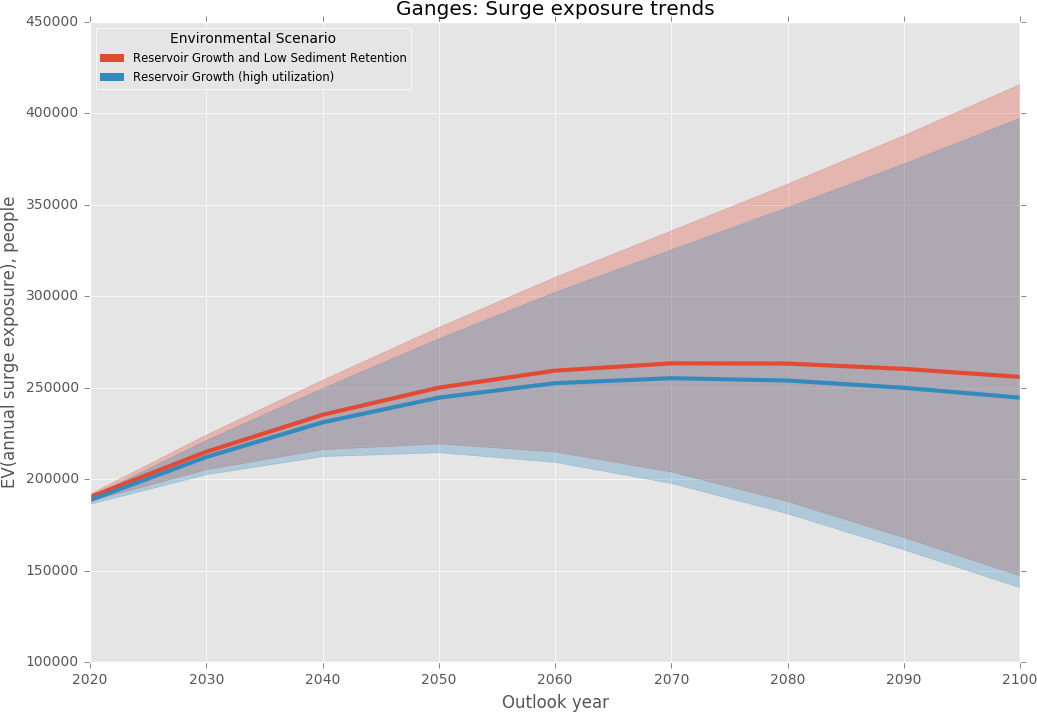 Ganges: Surge exposure trends
Environmental Scenario
Reservoir Growth and Low Sediment Retention
Reservoir Growth (high utilization)
EV(annual surge exposure), people
450000
400000
350000
300000
250000
200000
150000
100000
2020 2030 2040 2050 2060 2070 2080 2090 2100
Outlook year